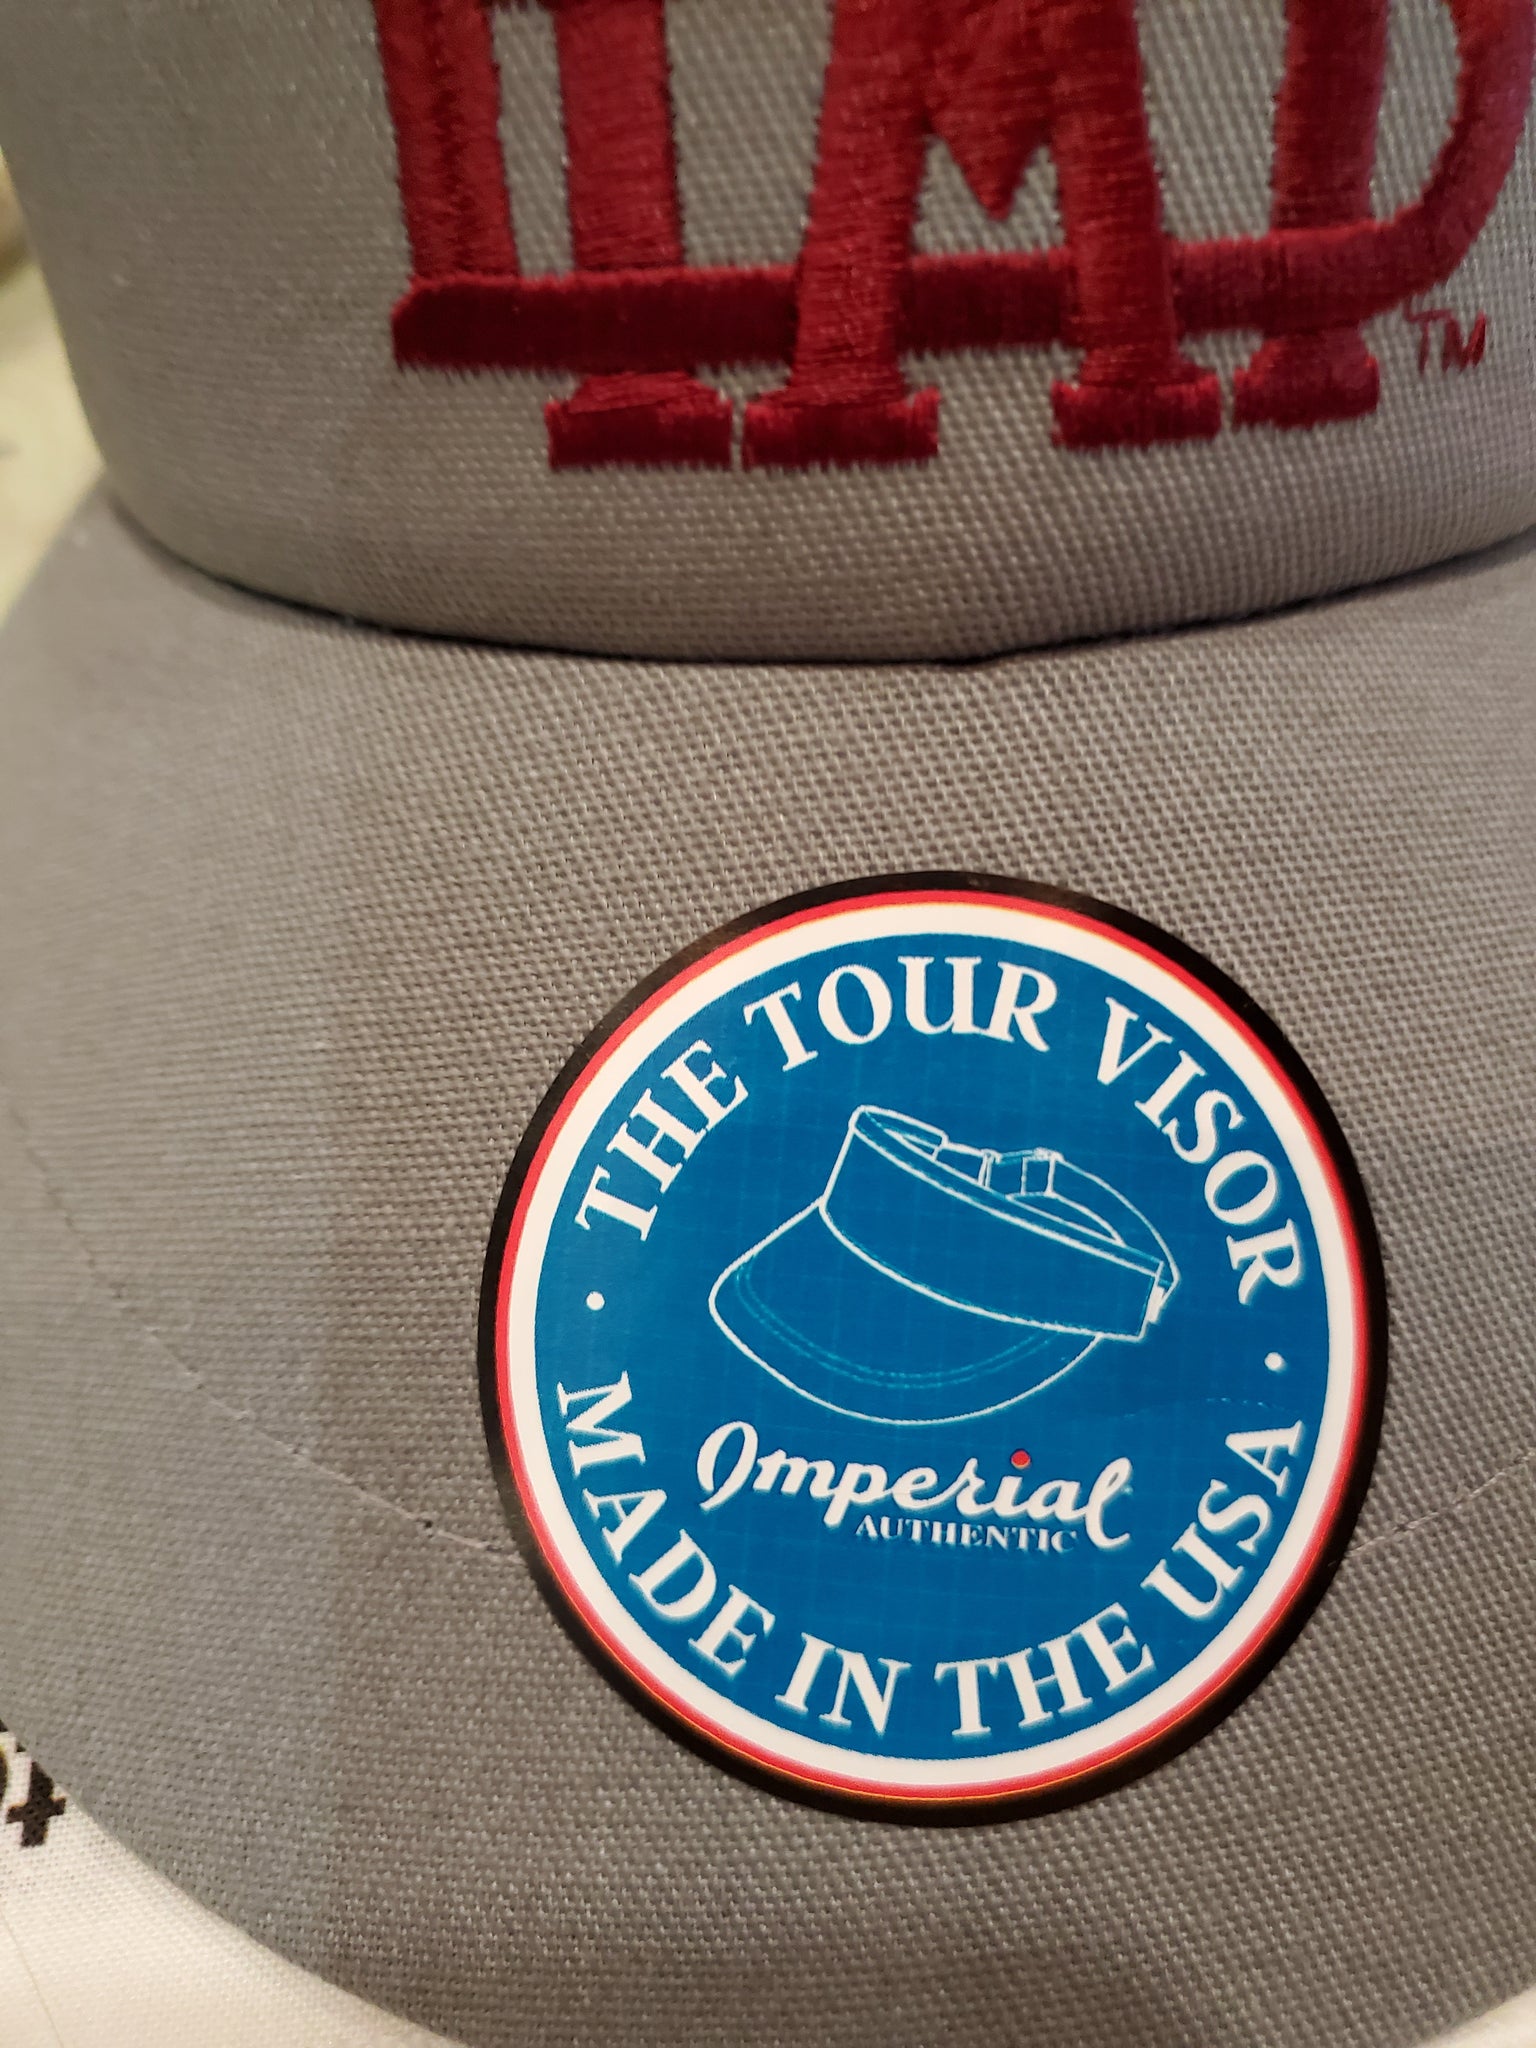 TM
THE TOUR VISOR
Imperial
AUTHENTIC
MADE IN THE USA